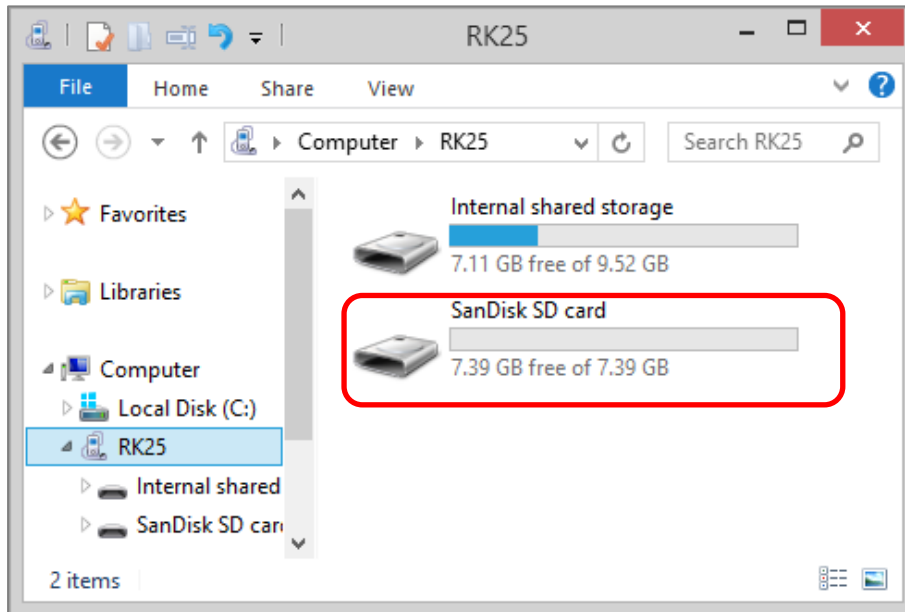 RK25
File Home Share View
Computer RK25
Search RK25
Favorites
Libraries
Computer
Local Disk (C:)
RK25
Internal shared
SanDisk SD car
Internal shared storage
7.11 GB free of 9.52 GB
SanDisk SD card
7.39 GB free of 7.39 GB
2 items